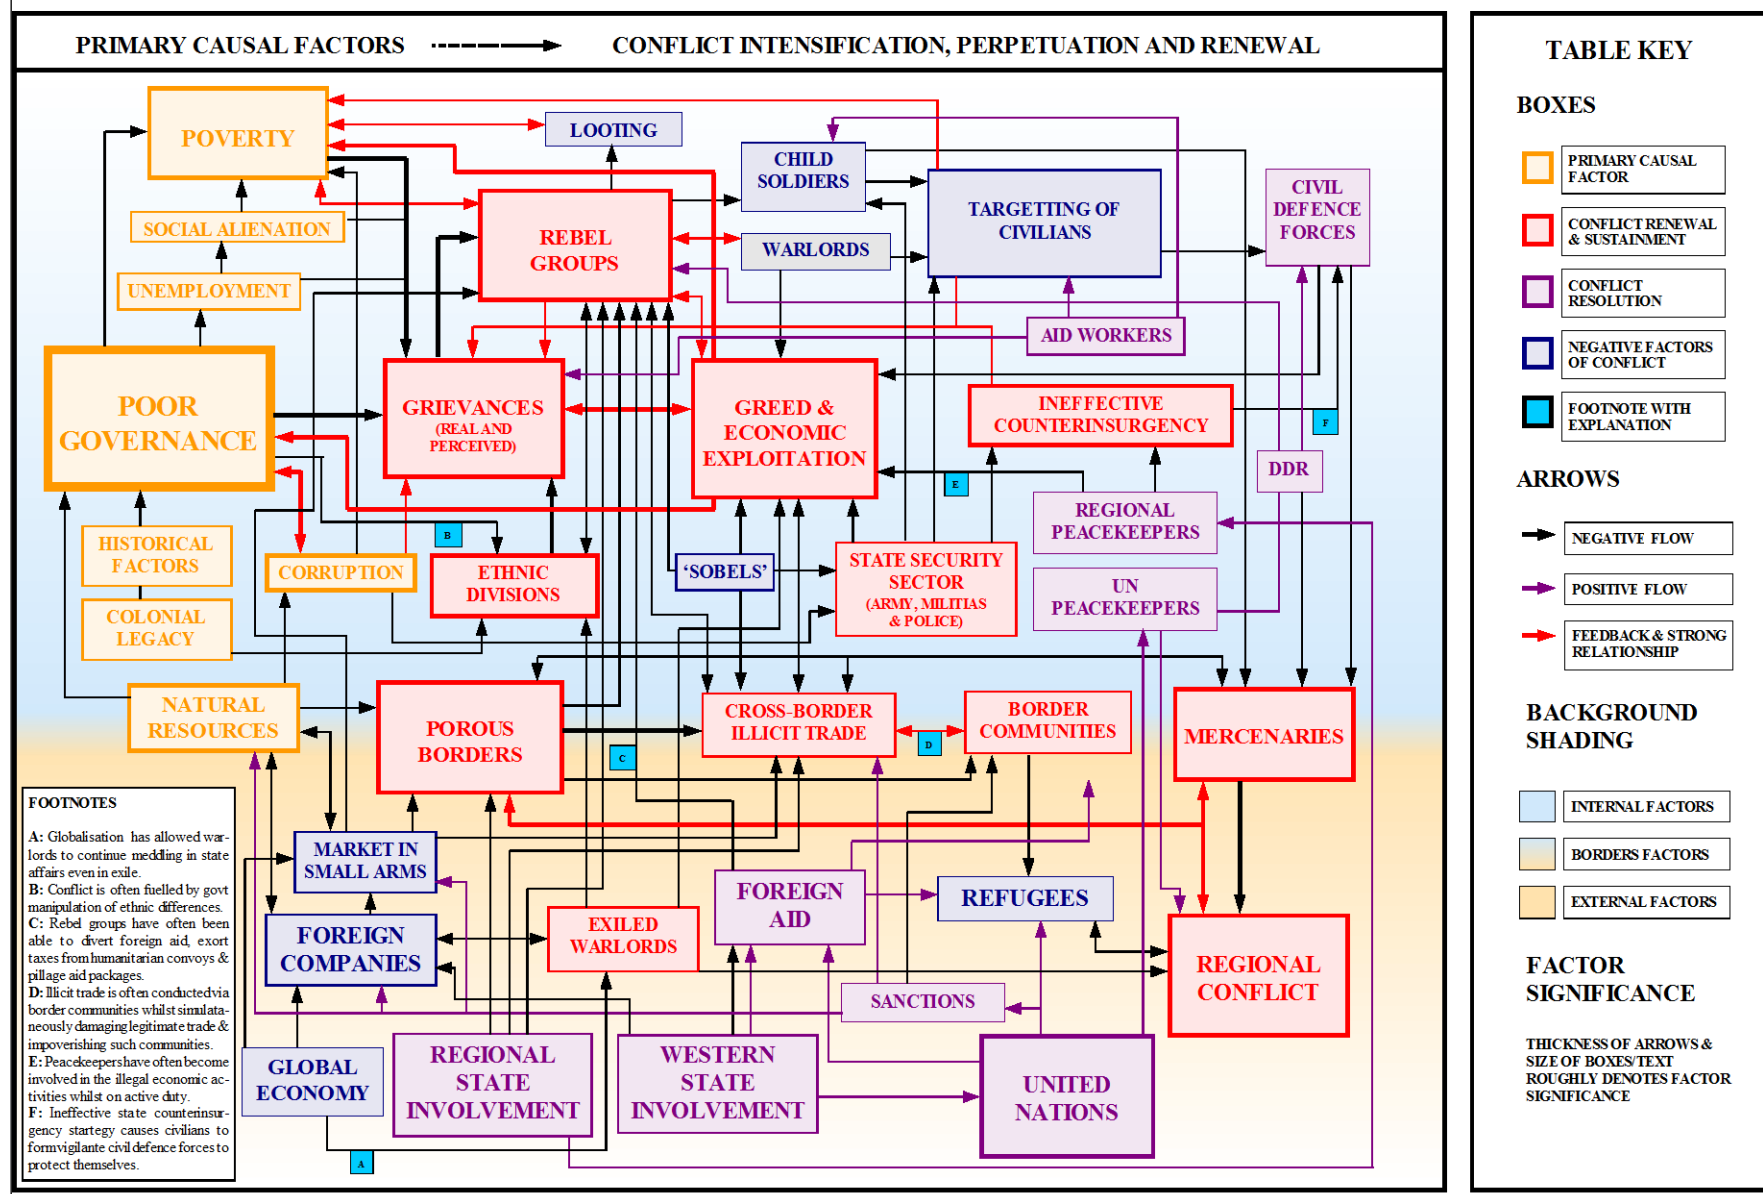 PRIMARY CAUSAL FACTORS
CONFLICT INTENSIFICATION, PERPETUATION AND RENEWAL
POVERTY
LOOTING
CHILD
SOLDIERS
CIVIL
DEFENCE
FORCES
SOCIAL ALIENATION
REBEL
GROUPS
WARLORDS
TARGETTING OF
CIVILIANS
UNEMPLOYMENT
AID WORKERS
POOR
GOVERNANCE
GRIEVANCES
(REAL AND
PERCEIVED)
GREED &
ECONOMIC
EXPLOITATION
INEFFECTIVE
COUNTERINSURGENCY
F
DDR
E
REGIONAL
PEACEKEEPERS
HISTORICAL
FACTORS
B
CORRUPTION
ETHNIC
DIVISIONS
‘SOBELS’
STATE SECURITY
SECTOR
(ARMY, MILITIAS
& POLICE)
UN
PEACEKEEPERS
COLONIAL
LEGACY
NATURAL
RESOURCES
POROUS
BORDERS
CROSS-BORDER
ILLICIT TRADE
D
BORDER
COMMUNITIES
MERCENARIES
C
FOOTNOTES
A: Globalisation has allowed war-
lords to continue meddling in state
affairs even in exile.
B: Conflict is often fuelled by govt
manipulation of ethnic differences.
C: Rebel groups have often been
able to divert foreign aid, exort
taxes from humanitarian convoys &
pillage aid packages.
D: Illicit trade is often conducted via
border communities whilst simulata-
neously damaging legitimate trade &
impoverishing such communities.
E: Peacekeepers have often become
involved in the illegal economic ac-
tivities whilst on active duty.
F: Ineffective state counterinsur-
gency startegy causes civilians to
form vigilante civil defence forces to
protect themselves.
MARKET IN
SMALL ARMS
FOREIGN
AID
REFUGEES
FOREIGN
COMPANIES
EXILED
WARLORDS
REGIONAL
CONFLICT
SANCTIONS
GLOBAL
ECONOMY
REGIONAL
STATE
INVOLVEMENT
WESTERN
STATE
INVOLVEMENT
UNITED
NATIONS
A
TABLE KEY
BOXES
PRIMARY CAUSAL
FACTOR
CONFLICT RENEWAL
& SUSTAINMENT
CONFLICT
RESOLUTION
NEGATIVE FACTORS
OF CONFLICT
FOOTNOTE WITH
EXPLANATION
ARROWS
NEGATIVE FLOW
POSITIVE FLOW
FEEDBACK & STRONG
RELATIONSHIP
BACKGROUND
SHADING
INTERNAL FACTORS
BORDERS FACTORS
EXTERNAL FACTORS
FACTOR
SIGNIFICANCE
THICKNESS OF ARROWS &
SIZE OF BOXES/TEXT
ROUGHLY DENOTES FACTOR
SIGNIFICANCE